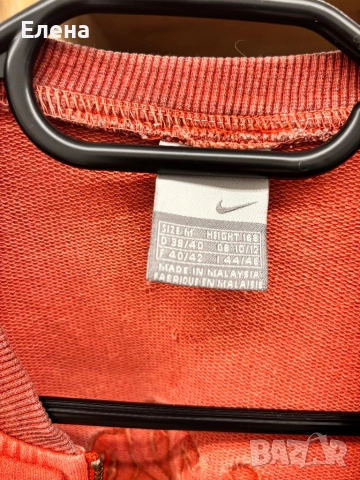 Елена
SIZE M HEIGHT 168
D 38/40 GB 10/12
F 40/42 I 44/46
MADE IN MALAYSIA
FABRIQUE EN MALAISIE
BAZAR